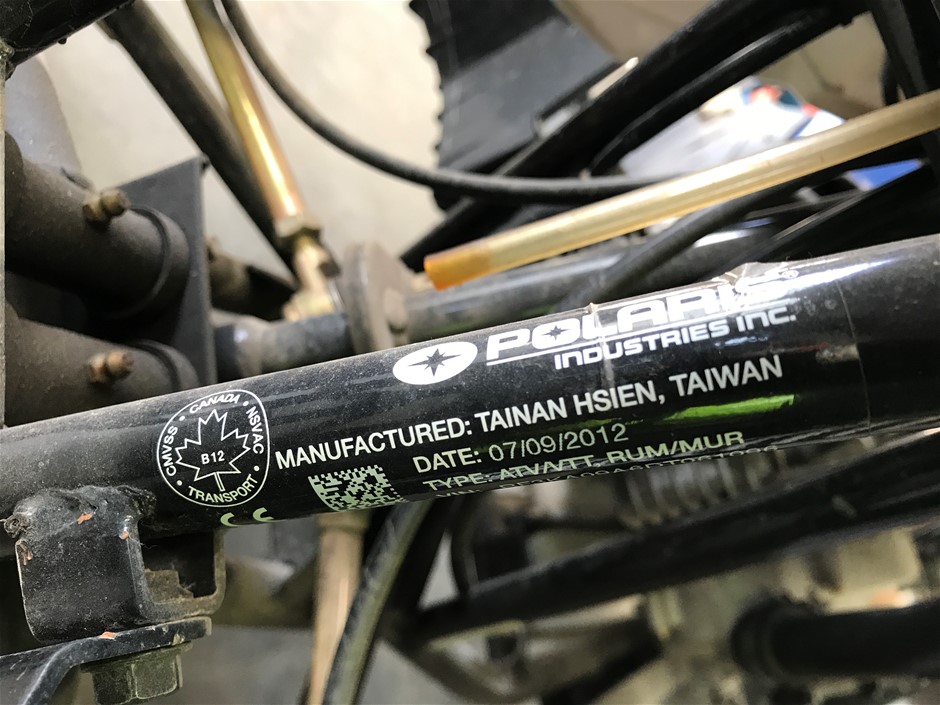 POLARIS®
INDUSTRIES INC.
MANUFACTURED: TAINAN HSIEN, TAIWAN
DATE: 07/09/2012
TYPE: ATV/VTT, RUM/MUR
CMVSS · CANADA · NSVAC · TRANSPORT
B12
CE